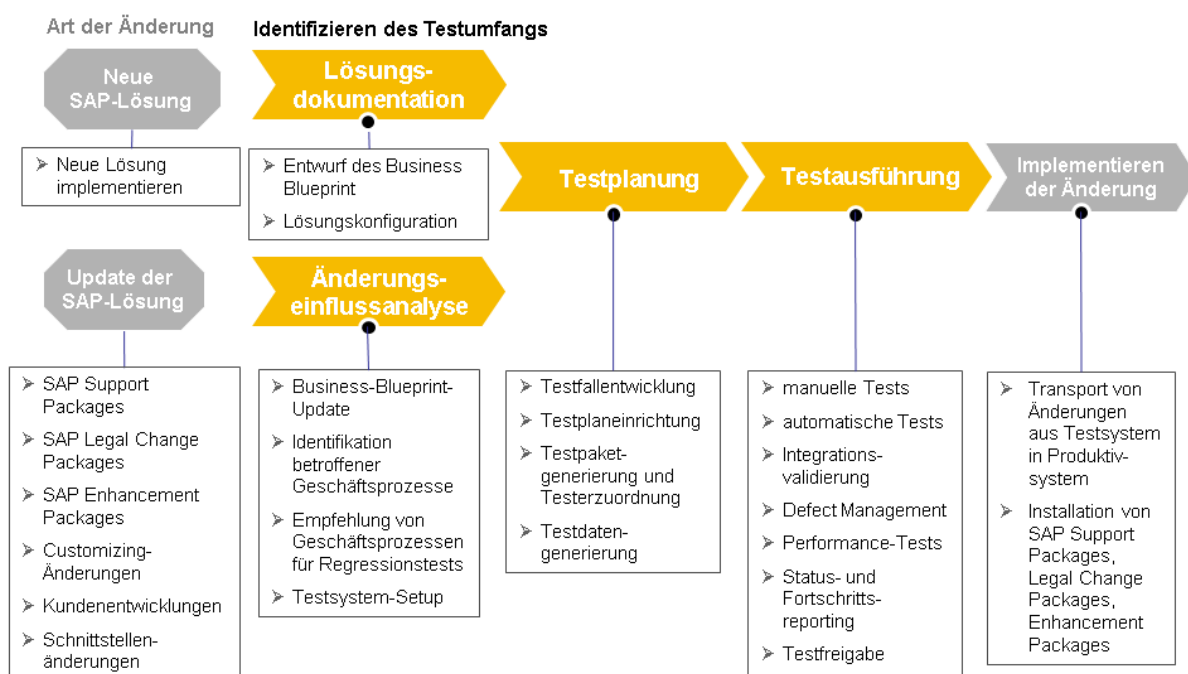 Art der Änderung
Identifizieren des Testumfangs
Neue
SAP-Lösung
Lösungs-
dokumentation
Neue Lösung
implementieren
Entwurf des Business
Blueprint
Lösungskonfiguration
Testplanung
Testausführung
Implementieren
der Änderung
Update der
SAP-Lösung
Änderungs-
einflussanalyse
SAP Support
Packages
SAP Legal Change
Packages
SAP Enhancement
Packages
Customizing-
Änderungen
Kundenentwicklungen
Schnittstellen-
änderungen
Business-Blueprint-
Update
Identifikation
betroffener
Geschäftsprozesse
Empfehlung von
Geschäftsprozessen
für Regressionstests
Testsystem-Setup
Testfallentwicklung
Testplaneinrichtung
Testpaket-
generierung und
Testerzuordnung
Testdaten-
generierung
manuelle Tests
automatische Tests
Integrations-
validierung
Defect Management
Performance-Tests
Status- und
Fortschritts-
reporting
Testfreigabe
Transport von
Änderungen
aus Testsystem
in Produktiv-
system
Installation von
SAP Support
Packages,
Legal Change
Packages,
Enhancement
Packages